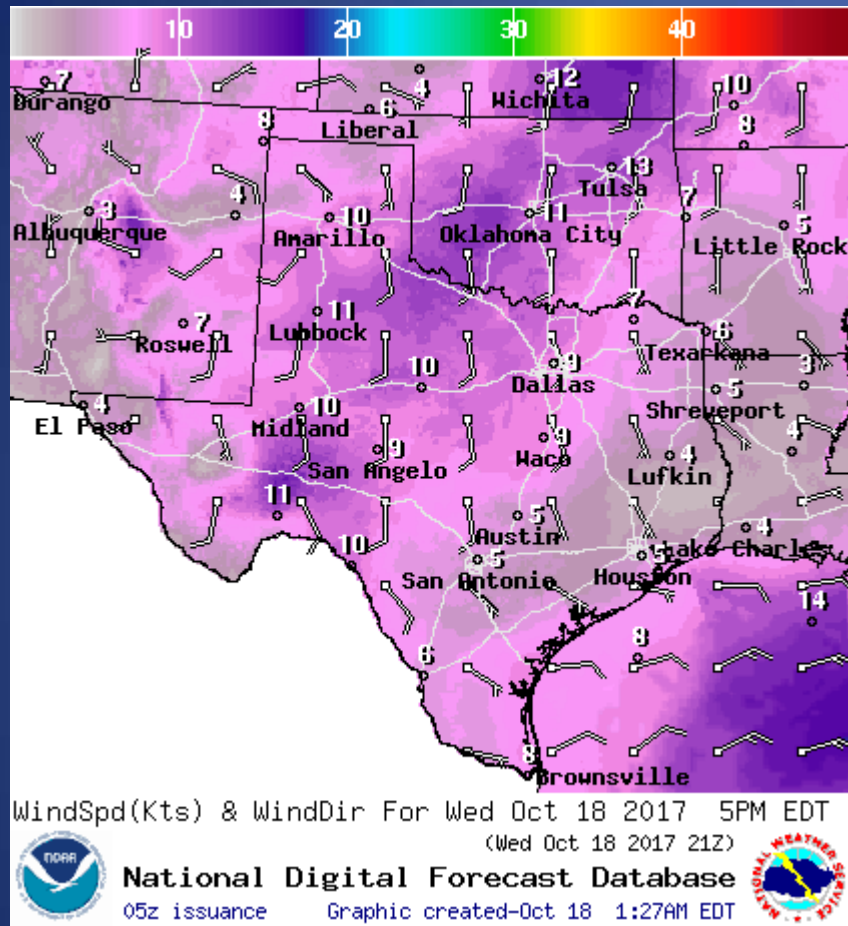 10 20 30 40
7 Durango
4
12 Wichita
10
6 Liberal
8
8
3 Albuquerque
4
10 Amarillo
13 Tulsa
11 Oklahoma City
7
5 Little Rock
7 Roswell
11 Lubbock
7
6 Texarkana
10
9 Dallas
3
5 Shreveport
4 El Paso
10 Midland
9 San Angelo
9 Waco
4 Lufkin
4
11
5 Austin
4 Lake Charles
10
5 San Antonio
5 Houston
14
6
8
8 Brownsville
WindSpd(Kts) & WindDir For Wed Oct 18 2017 5PM EDT
(Wed Oct 18 2017 21Z)
National Digital Forecast Database
05z issuance Graphic created-Oct 18 1:27AM EDT
NOAA
NATIONAL WEATHER SERVICE